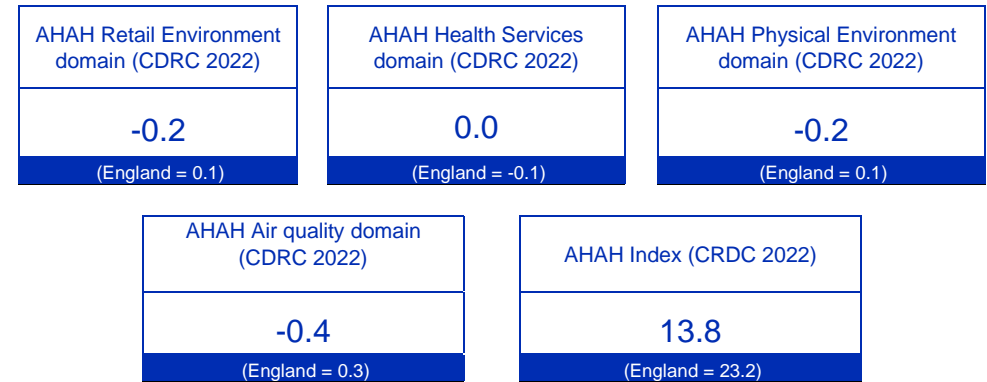 AHAH Retail Environment
domain (CDRC 2022)
-0.2
(England = 0.1)
AHAH Health Services
domain (CDRC 2022)
0.0
(England = -0.1)
AHAH Physical Environment
domain (CDRC 2022)
-0.2
(England = 0.1)
AHAH Air quality domain
(CDRC 2022)
-0.4
(England = 0.3)
AHAH Index (CRDC 2022)
13.8
(England = 23.2)